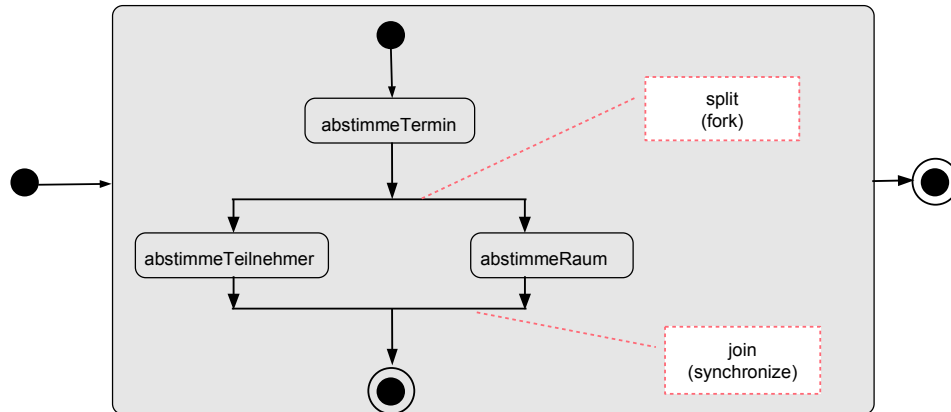 split
(fork)
abstimmeTermin
abstimmeTeilnehmer
abstimmeRaum
join
(synchronize)